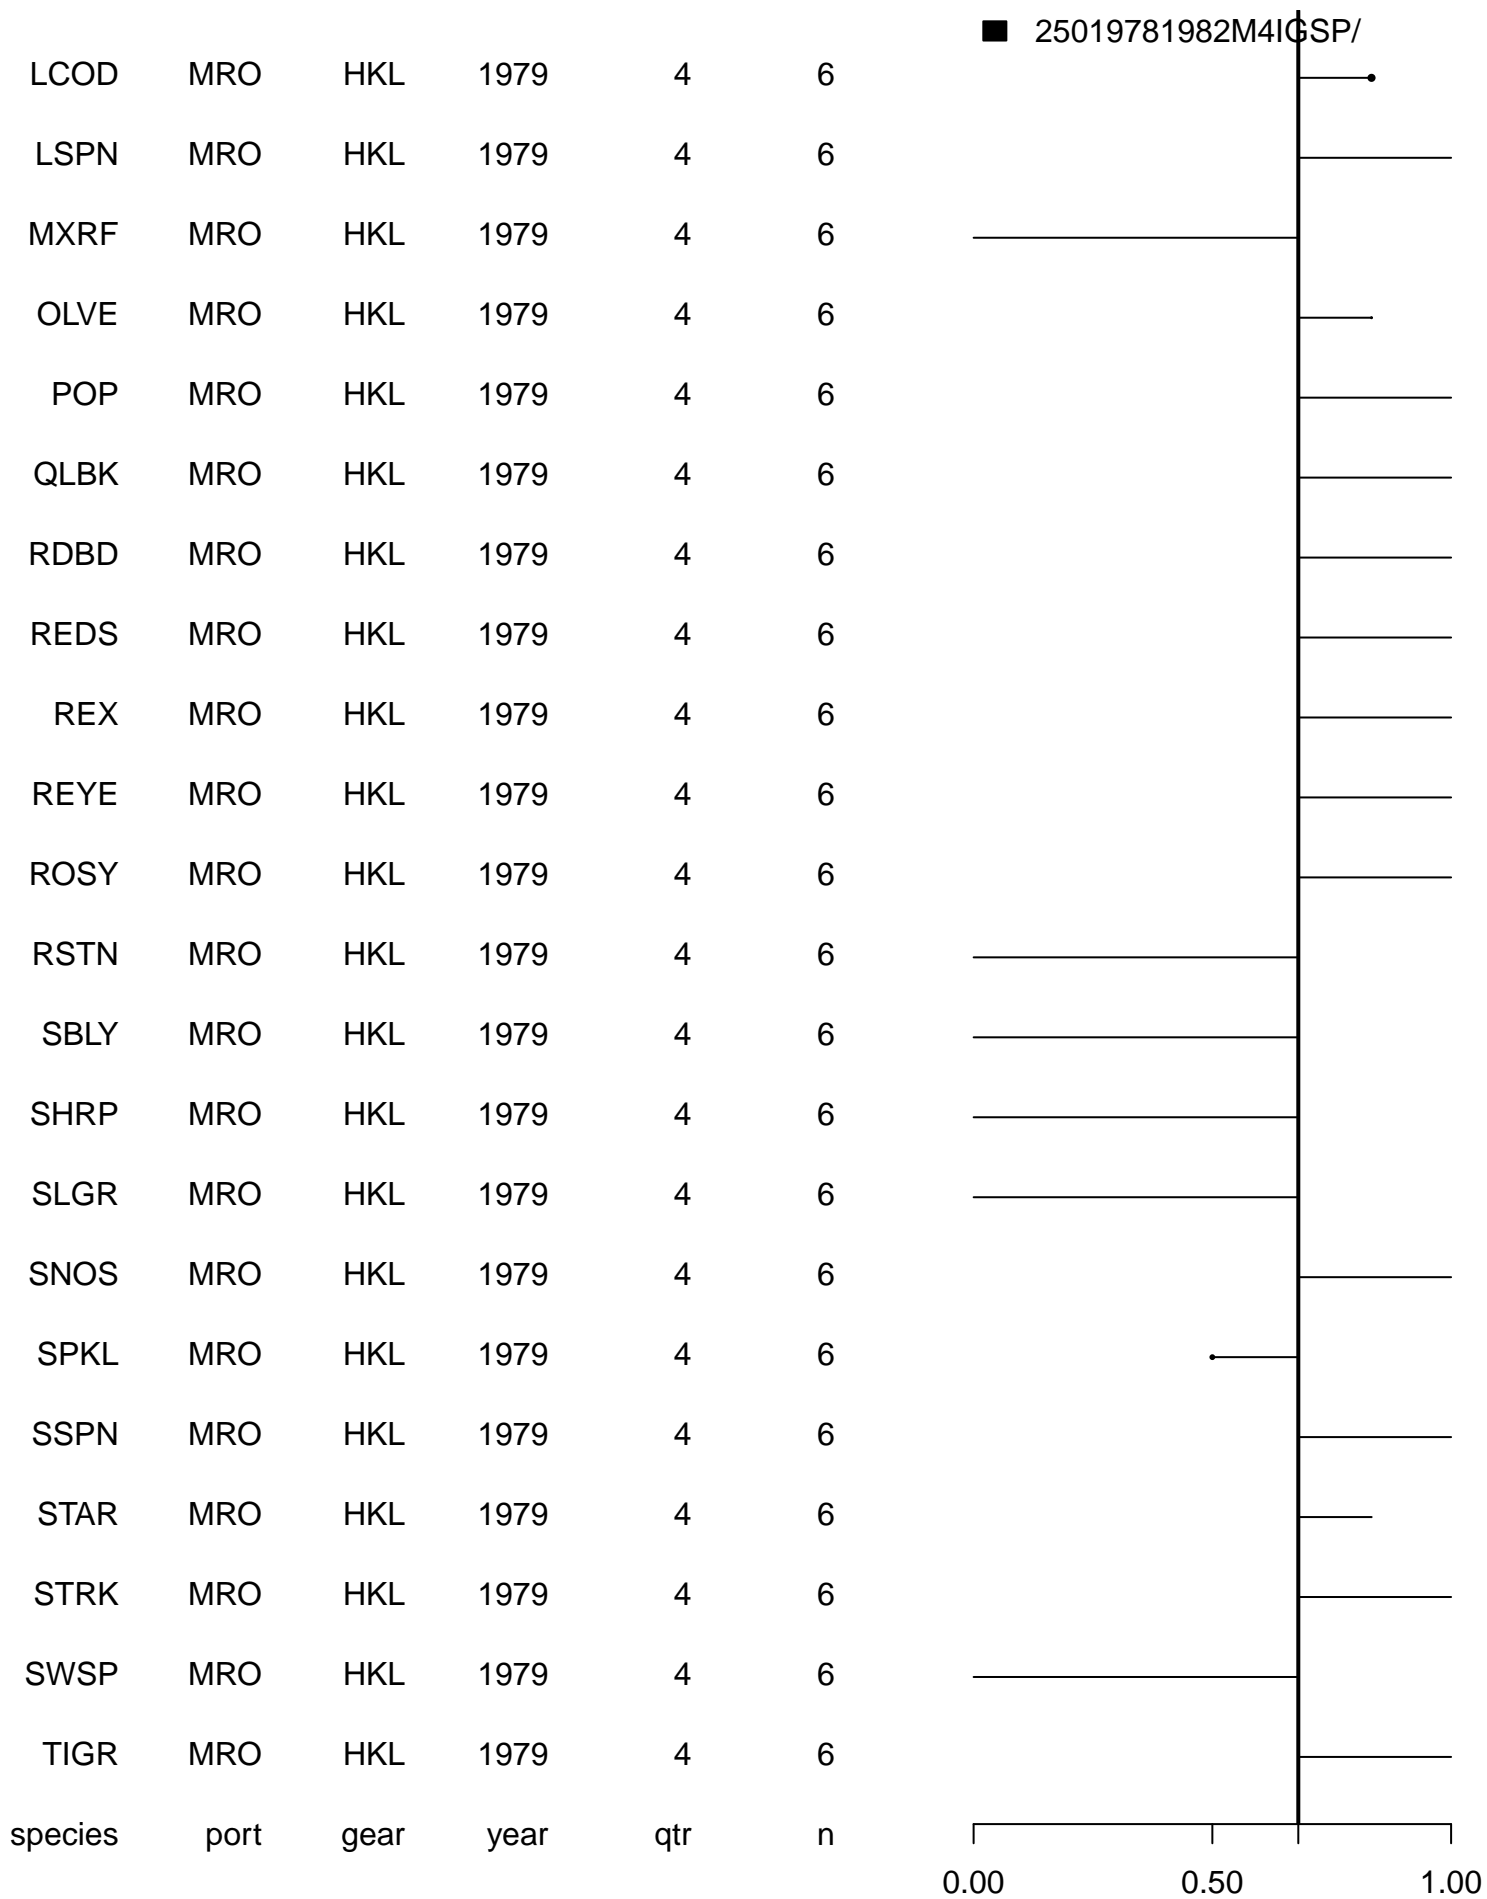 25019781982M4IGSP/
LCOD MRO HKL 1979 4 6
LSPN MRO HKL 1979 4 6
MXRF MRO HKL 1979 4 6
OLVE MRO HKL 1979 4 6
POP MRO HKL 1979 4 6
QLBK MRO HKL 1979 4 6
RDBD MRO HKL 1979 4 6
REDS MRO HKL 1979 4 6
REX MRO HKL 1979 4 6
REYE MRO HKL 1979 4 6
ROSY MRO HKL 1979 4 6
RSTN MRO HKL 1979 4 6
SBLY MRO HKL 1979 4 6
SHRP MRO HKL 1979 4 6
SLGR MRO HKL 1979 4 6
SNOS MRO HKL 1979 4 6
SPKL MRO HKL 1979 4 6
SSPN MRO HKL 1979 4 6
STAR MRO HKL 1979 4 6
STRK MRO HKL 1979 4 6
SWSP MRO HKL 1979 4 6
TIGR MRO HKL 1979 4 6
species port gear year qtr n
0.00 0.50 1.00